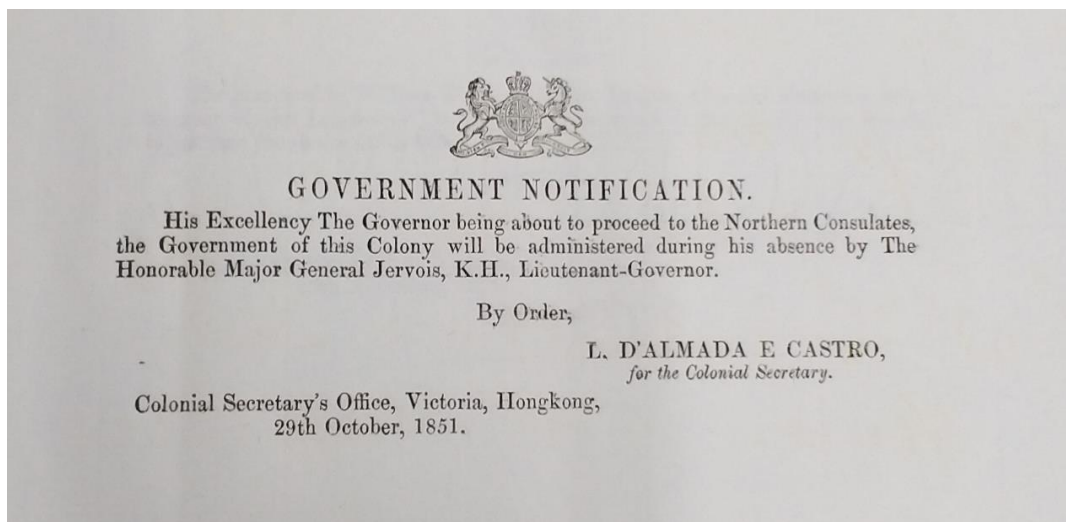 GOVERNMENT NOTIFICATION.
His Excellency The Governor being about to proceed to the Northern Consulates,
the Government of this Colony will be administered during his absence by The
Honorable Major General Jervois, K.H., Lieutenant-Governor.
By Order,
L. D'ALMADA E CASTRO,
for the Colonial Secretary.
Colonial Secretary's Office, Victoria, Hongkong,
29th October, 1851.